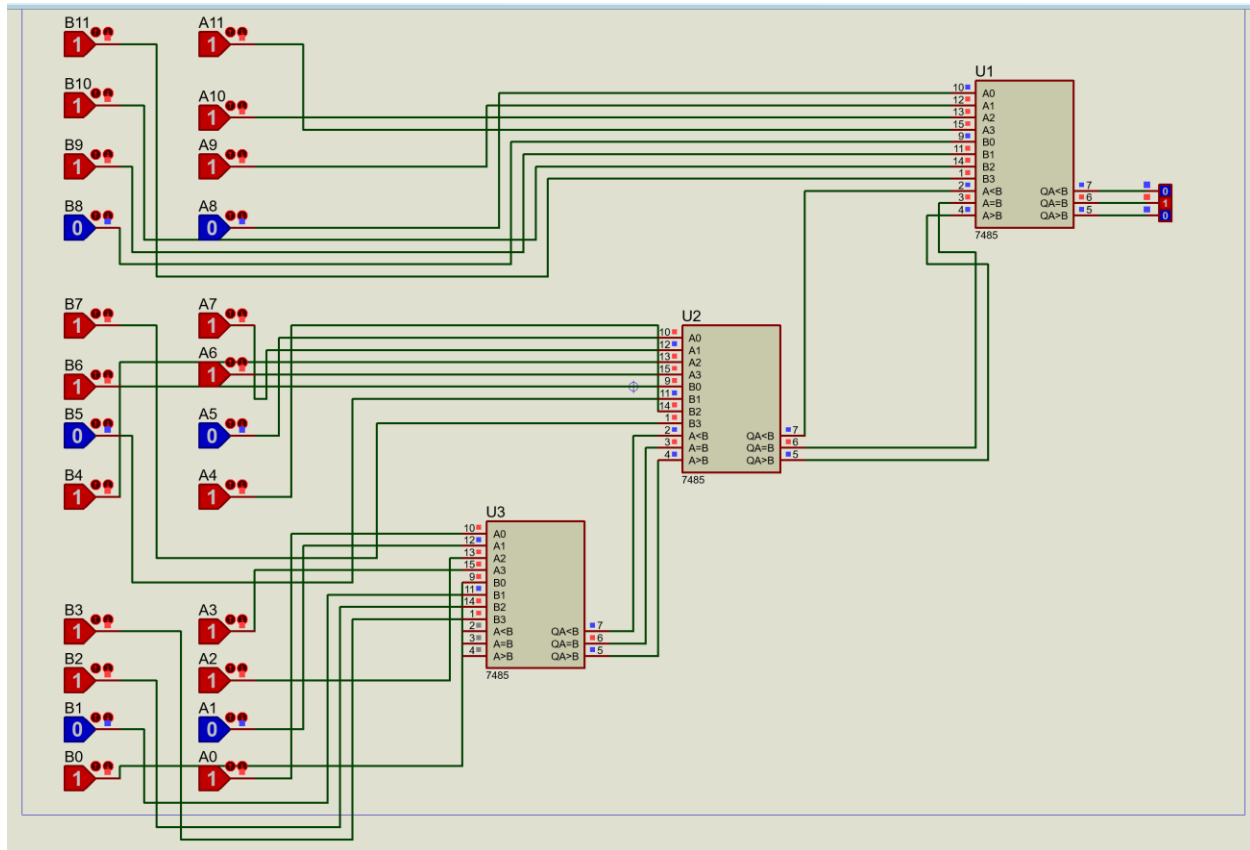 B11 A11
1 1
B10 A10
1 1
B9 A9
1 1
B8 A8
0 0
U1
10 A0
12 A1
13 A2
15 A3
9 B0
11 B1
14 B2
1 B3
2 A<B QA<B 7 0
3 A=B QA=B 6 1
4 A>B QA>B 5 0
7485
B7 A7
1 1
B6 A6
1 1
B5 A5
0 0
B4 A4
1 1
U2
10 A0
12 A1
13 A2
15 A3
9 B0
11 B1
14 B2
1 B3
2 A<B QA<B 7
3 A=B QA=B 6
4 A>B QA>B 5
7485
U3
10 A0
12 A1
13 A2
15 A3
9 B0
11 B1
14 B2
1 B3
2 A<B QA<B 7
3 A=B QA=B 6
4 A>B QA>B 5
7485
B3 A3
1 1
B2 A2
1 1
B1 A1
0 0
B0 A0
1 1